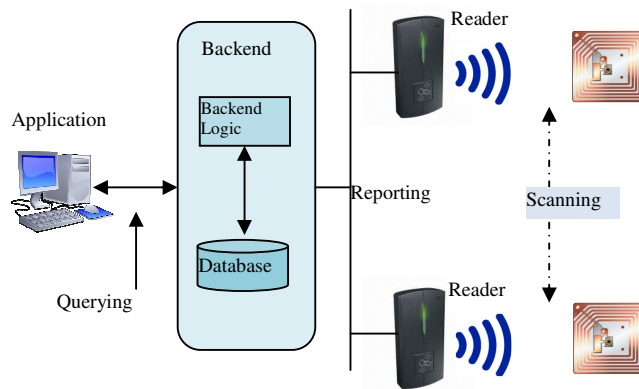 Reader
Backend
Backend
Logic
Application
Reporting
Scanning
Database
Querying
Reader